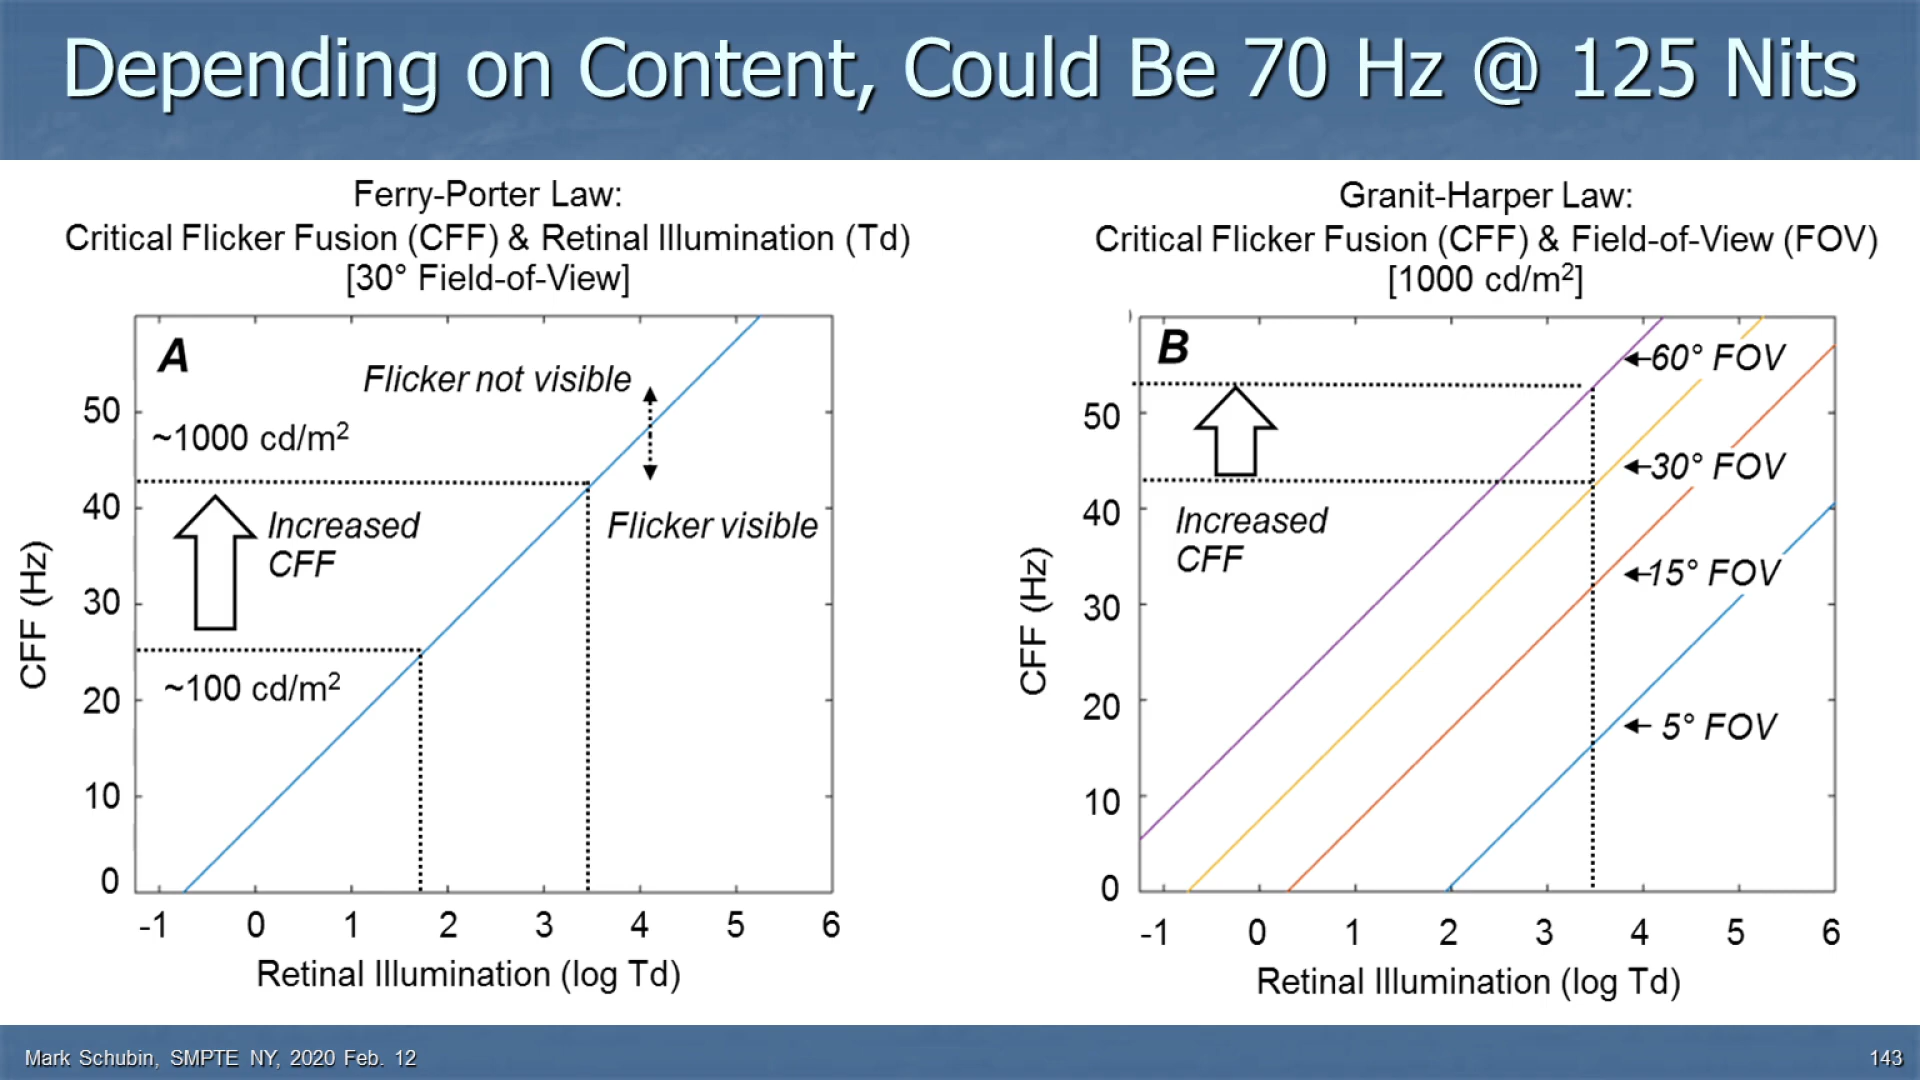 Depending on Content, Could Be 70 Hz @ 125 Nits
Ferry-Porter Law:
Critical Flicker Fusion (CFF) & Retinal Illumination (Td)
[30° Field-of-View]
A
Flicker not visible
~1000 cd/m²
Increased
CFF
Flicker visible
~100 cd/m²
CFF (Hz)
50
40
30
20
10
0
-1 0 1 2 3 4 5 6
Retinal Illumination (log Td)
Granit-Harper Law:
Critical Flicker Fusion (CFF) & Field-of-View (FOV)
[1000 cd/m²]
B
60° FOV
30° FOV
Increased
CFF
15° FOV
5° FOV
CFF (Hz)
50
40
30
20
10
0
-1 0 1 2 3 4 5 6
Retinal Illumination (log Td)
Mark Schubin, SMPTE NY, 2020 Feb. 12
143